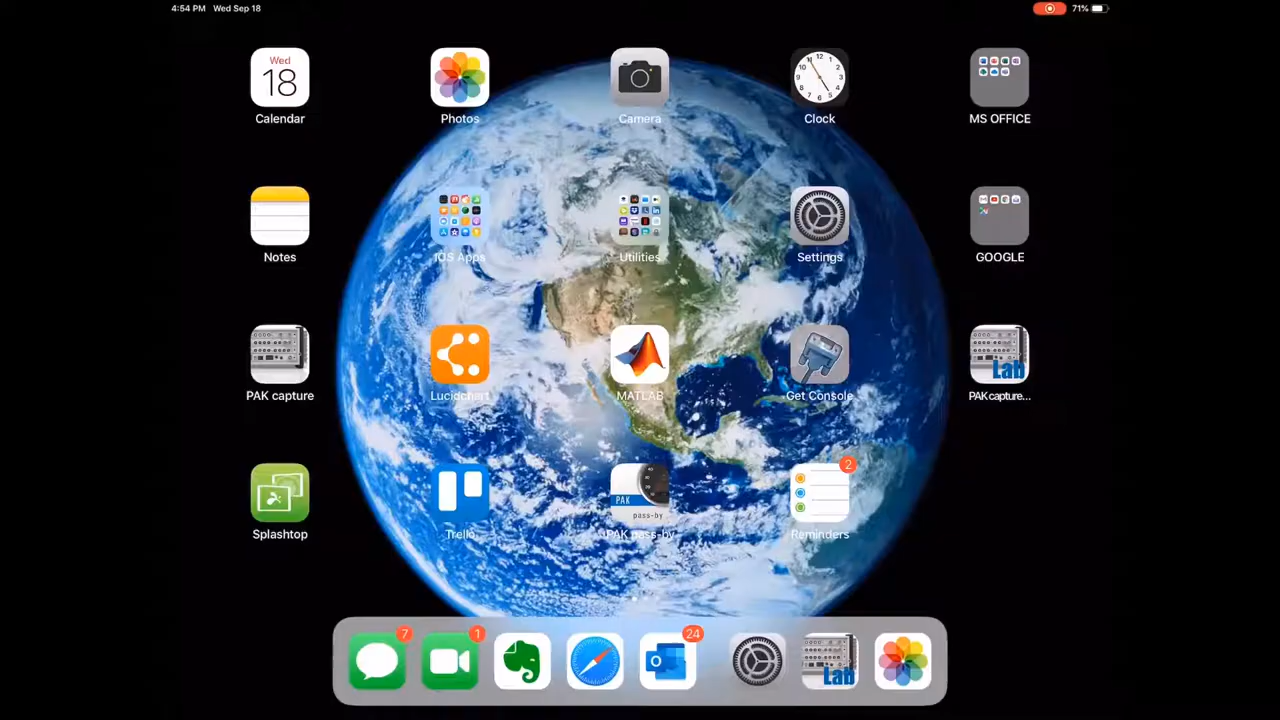 4:54 PM Wed Sep 18
71%
Wed
18
12
Calendar
Photos
Camera
Clock
MS OFFICE
Notes
iOS Apps
Utilities
Settings
GOOGLE
Lab
PAK capture
Lucidchart
MATLAB
Get Console
PAK capture...
2
PAK
pass-by
Splashtop
Trello
PAK pass-by
Reminders
7
1
24
Lab